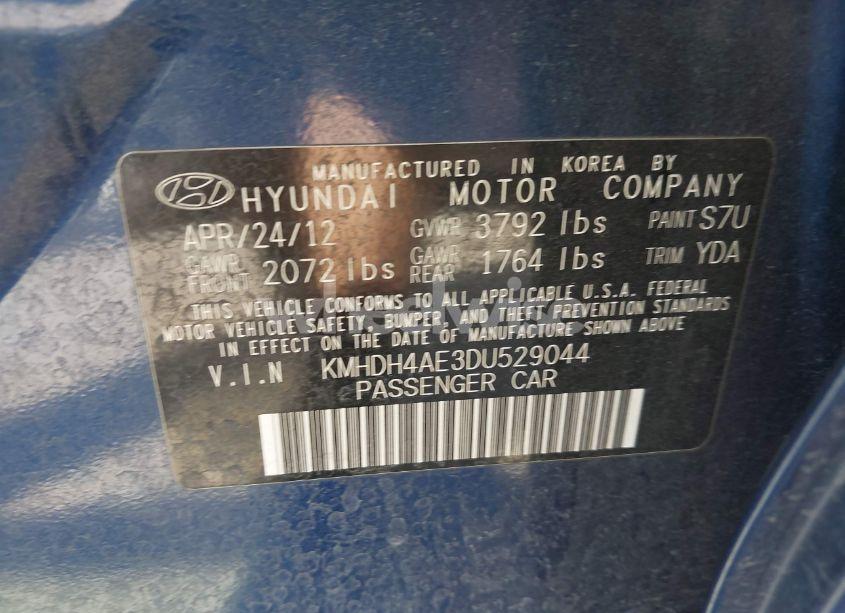 MANUFACTURED IN KOREA BY
HYUNDAI MOTOR COMPANY
APR/24/12 GVWR 3792 lbs PAINT S7U
GAWR FRONT 2072 lbs GAWR REAR 1764 lbs TRIM YDA
THIS VEHICLE CONFORMS TO ALL APPLICABLE U.S.A. FEDERAL
MOTOR VEHICLE SAFETY, BUMPER, AND THEFT PREVENTION STANDARDS
IN EFFECT ON THE DATE OF MANUFACTURE SHOWN ABOVE
V.I.N KMHDH4AE3DU529044
PASSENGER CAR